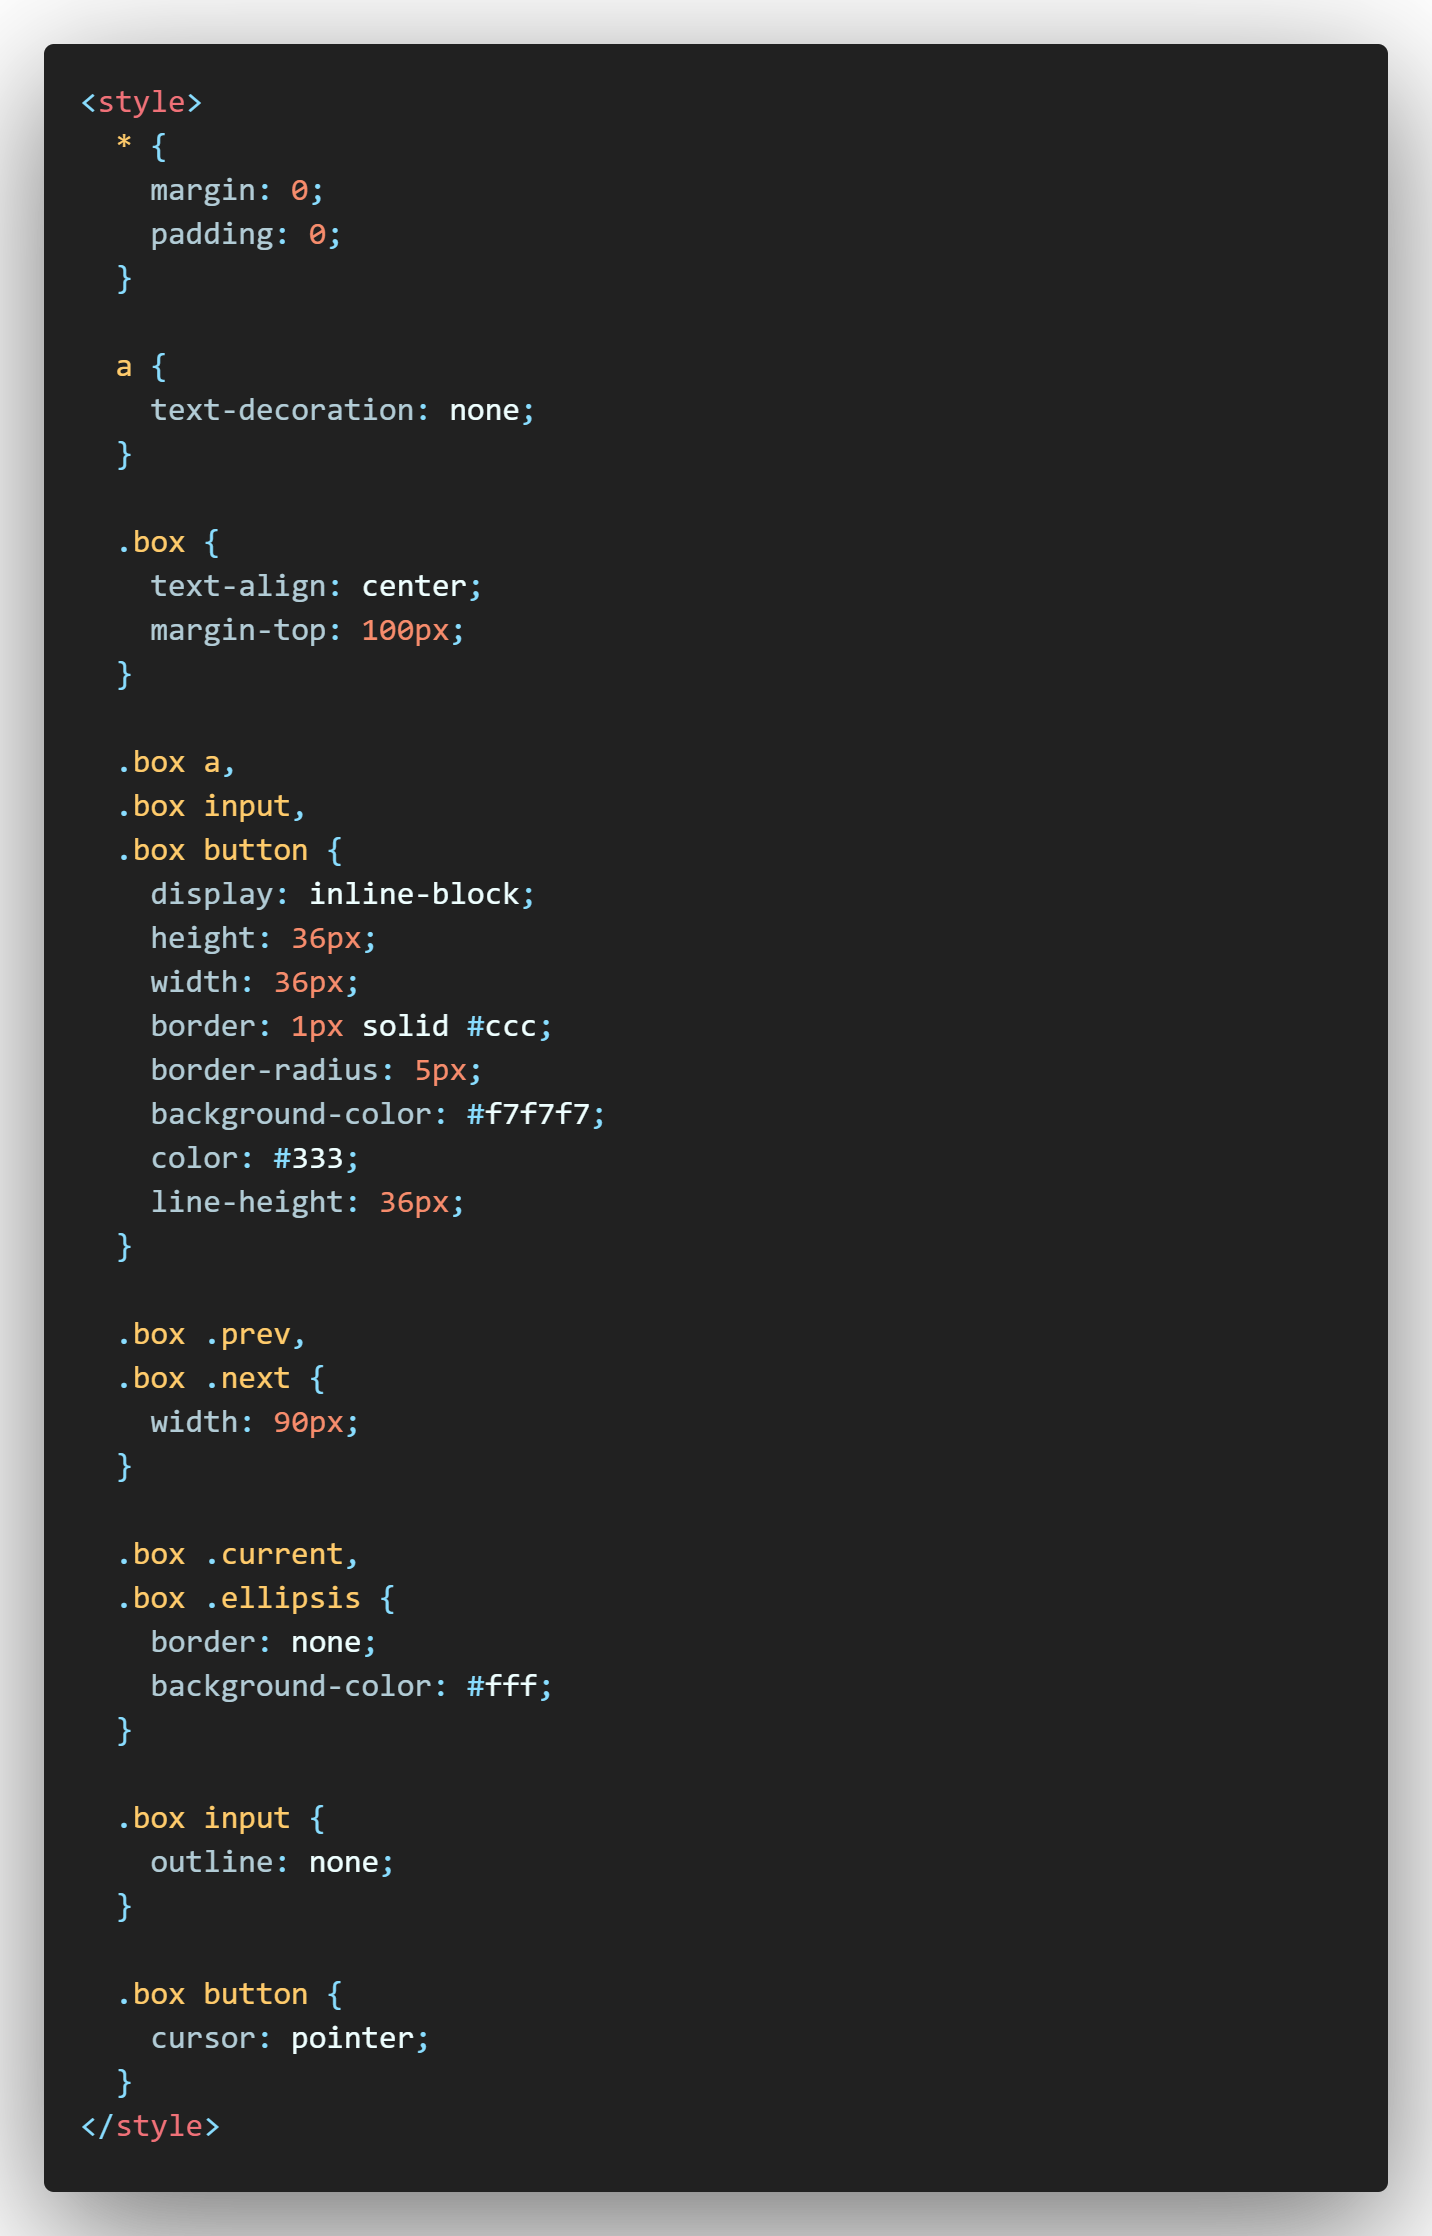 <style>
  * {
    margin: 0;
    padding: 0;
  }

  a {
    text-decoration: none;
  }

  .box {
    text-align: center;
    margin-top: 100px;
  }

  .box a,
  .box input,
  .box button {
    display: inline-block;
    height: 36px;
    width: 36px;
    border: 1px solid #ccc;
    border-radius: 5px;
    background-color: #f7f7f7;
    color: #333;
    line-height: 36px;
  }

  .box .prev,
  .box .next {
    width: 90px;
  }

  .box .current,
  .box .ellipsis {
    border: none;
    background-color: #fff;
  }

  .box input {
    outline: none;
  }

  .box button {
    cursor: pointer;
  }
</style>